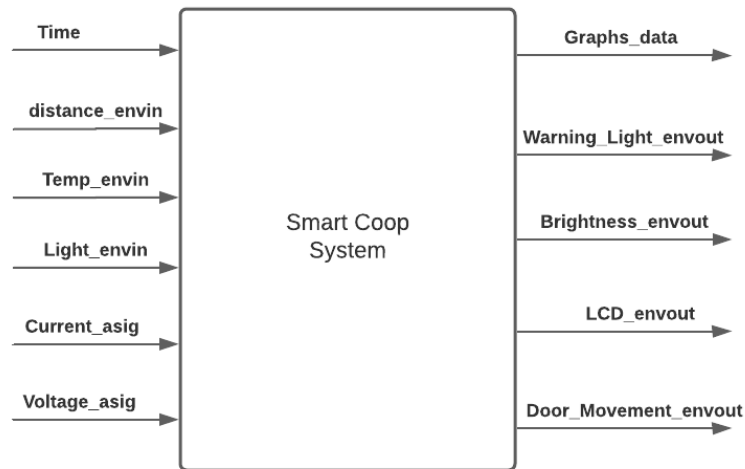 Time
distance_envin
Temp_envin
Light_envin
Current_asig
Voltage_asig
Smart Coop
System
Graphs_data
Warning_Light_envout
Brightness_envout
LCD_envout
Door_Movement_envout